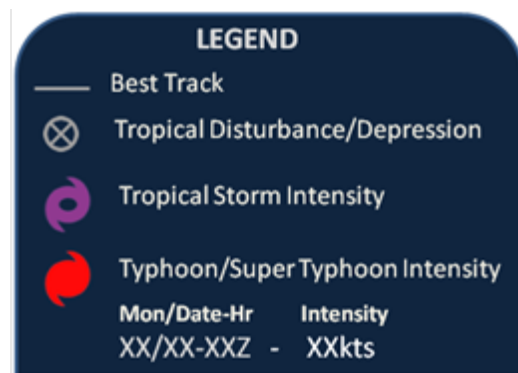 LEGEND
Best Track
Tropical Disturbance/Depression
Tropical Storm Intensity
Typhoon/Super Typhoon Intensity
Mon/Date-Hr Intensity
XX/XX-XXZ - XXkts